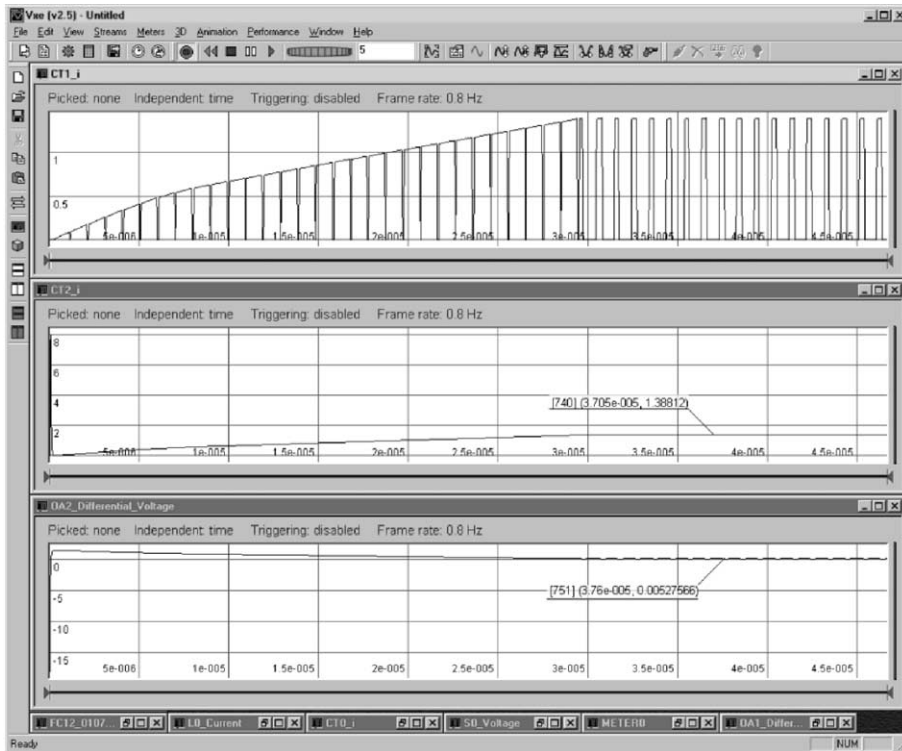 Vxe (v2.5) - Untitled
File Edit View Streams Meters 3D Animation Performance Window Help
5
CT1_i
Picked: none Independent: time Triggering: disabled Frame rate: 0.8 Hz
1
0.5
5e-006 1e-005 1.5e-005 2e-005 2.5e-005 3e-005 3.5e-005 4e-005 4.5e-005
CT2_i
Picked: none Independent: time Triggering: disabled Frame rate: 0.8 Hz
8
6
4
[740] (3.705e-005, 1.38812)
2
5e-006 1e-005 1.5e-005 2e-005 2.5e-005 3e-005 3.5e-005 4e-005 4.5e-005
OA2_Differential_Voltage
Picked: none Independent: time Triggering: disabled Frame rate: 0.8 Hz
0
[751] (3.76e-005, 0.00527566)
-5
-10
-15
5e-006 1e-005 1.5e-005 2e-005 2.5e-005 3e-005 3.5e-005 4e-005 4.5e-005
FC12_0107... L0_Current CT0_i S0_Voltage METER0 OA1_Differ...
Ready NUM